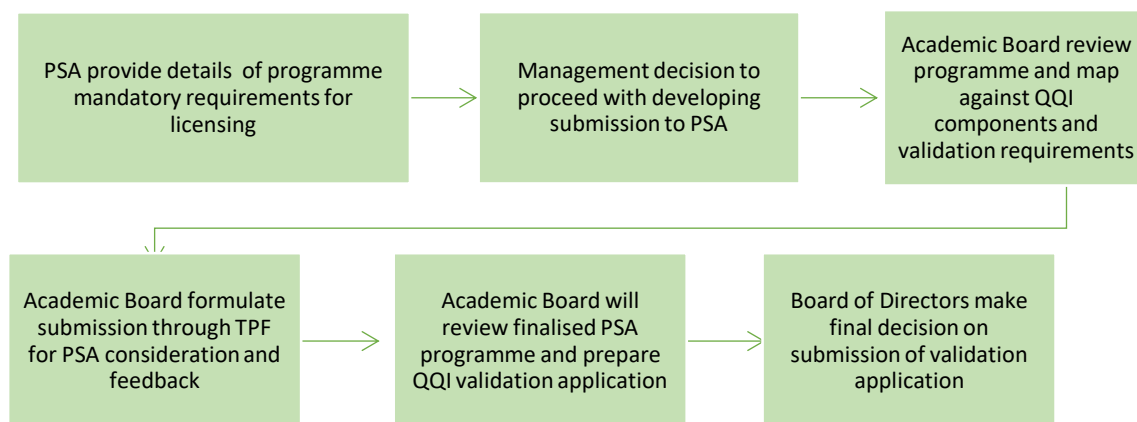 PSA provide details of programme
mandatory requirements for
licensing
Management decision to
proceed with developing
submission to PSA
Academic Board review
programme and map
against QQI
components and
validation requirements
Academic Board formulate
submission through TPF
for PSA consideration and
feedback
Academic Board will
review finalised PSA
programme and prepare
QQI validation application
Board of Directors make
final decision on
submission of validation
application